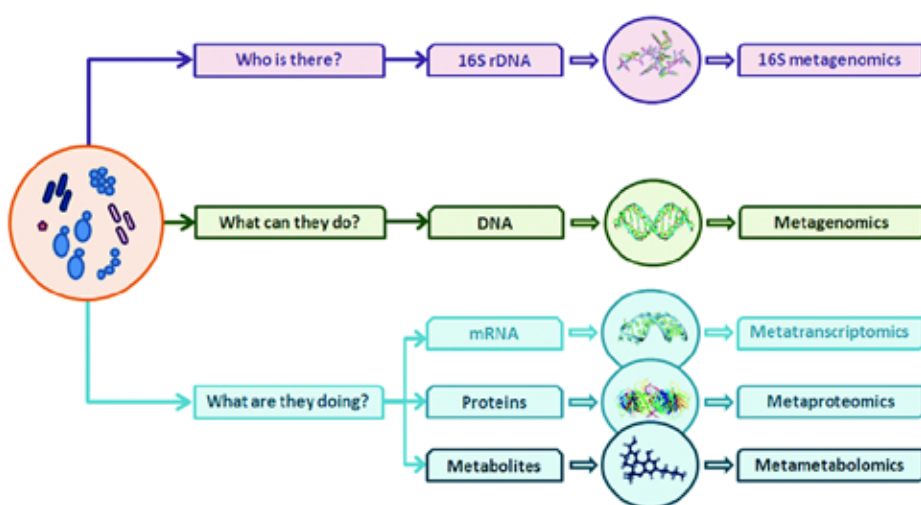 Who is there?
16S rDNA
16S metagenomics
What can they do?
DNA
Metagenomics
mRNA
Metatranscriptomics
What are they doing?
Proteins
Metaproteomics
Metabolites
Metametabolomics